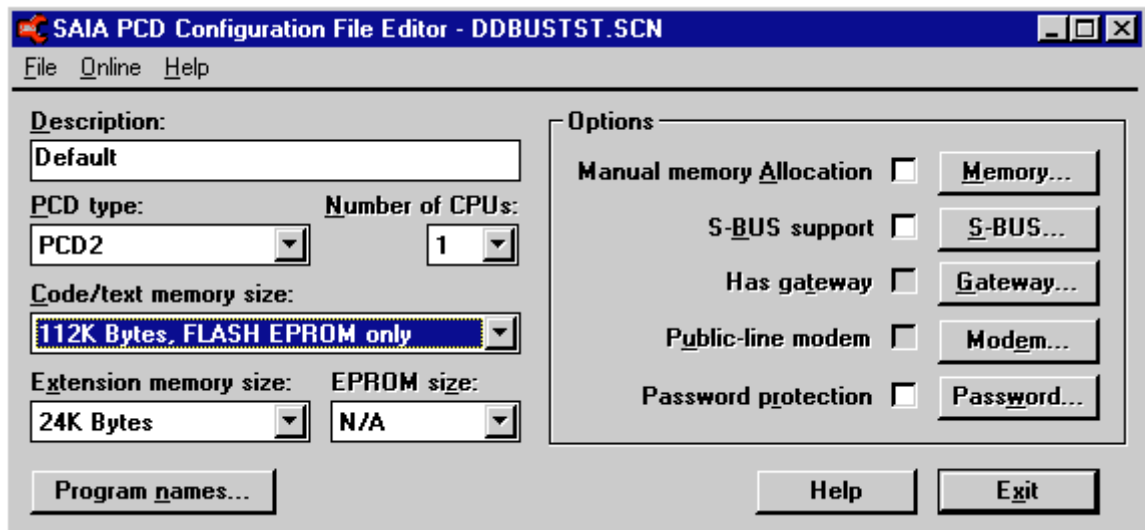 SAIA PCD Configuration File Editor - DDBUSTST.SCN
File Online Help
Description:
Default
PCD type:
Number of CPUs:
PCD2
1
Code/text memory size:
112K Bytes, FLASH EPROM only
Extension memory size:
EPROM size:
24K Bytes
N/A
Program names...
Options
Manual memory Allocation
Memory...
S-BUS support
S-BUS...
Has gateway
Gateway...
Public-line modem
Modem...
Password protection
Password...
Help
Exit